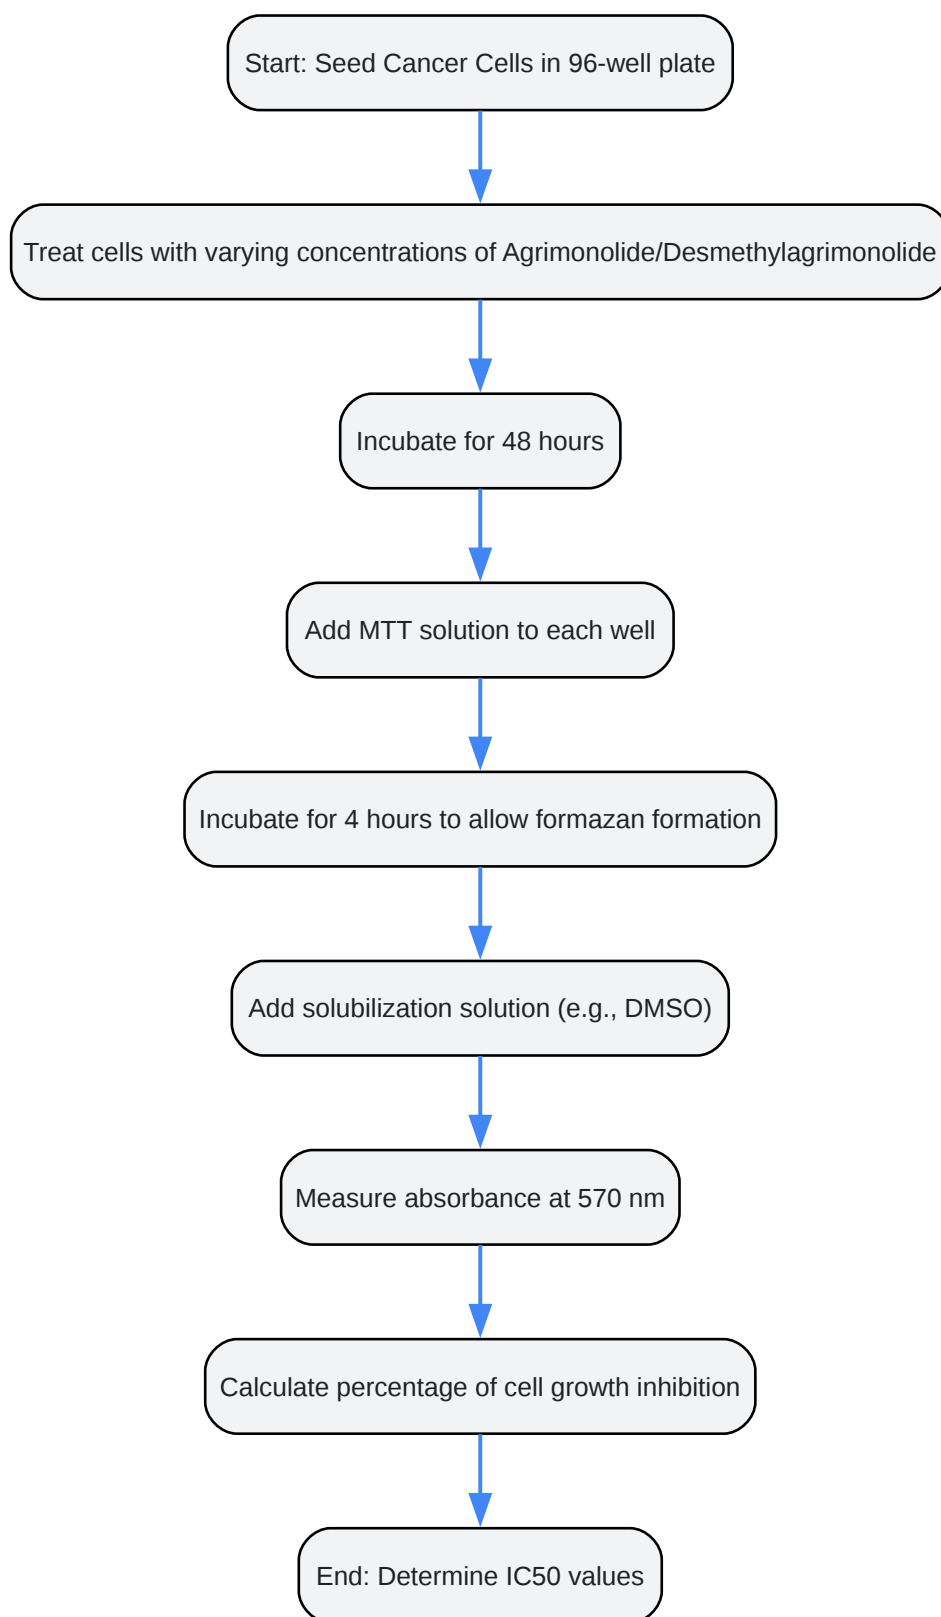 Start: Seed Cancer Cells in 96-well plate
Treat cells with varying concentrations of Agrimonolide/Desmethylagrimonolide
Incubate for 48 hours
Add MTT solution to each well
Incubate for 4 hours to allow formazan formation
Add solubilization solution (e.g., DMSO)
Measure absorbance at 570 nm
Calculate percentage of cell growth inhibition
End: Determine IC50 values